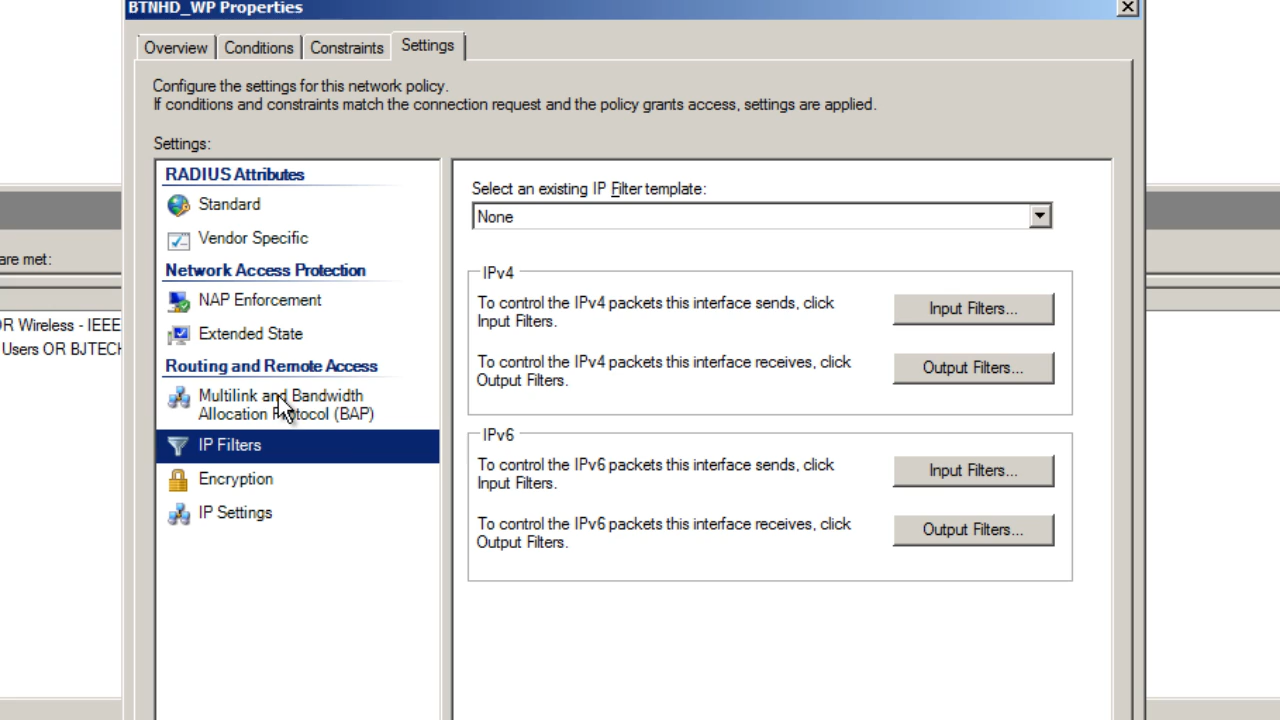 BTNHD_WP Properties
Overview
Conditions
Constraints
Settings
Configure the settings for this network policy.
If conditions and constraints match the connection request and the policy grants access, settings are applied.
Settings:
RADIUS Attributes
Standard
Vendor Specific
Network Access Protection
NAP Enforcement
Extended State
Routing and Remote Access
Multilink and Bandwidth
Allocation Protocol (BAP)
IP Filters
Encryption
IP Settings
Select an existing IP Filter template:
None
IPv4
To control the IPv4 packets this interface sends, click
Input Filters.
Input Filters...
To control the IPv4 packets this interface receives, click
Output Filters.
Output Filters...
IPv6
To control the IPv6 packets this interface sends, click
Input Filters.
Input Filters...
To control the IPv6 packets this interface receives, click
Output Filters.
Output Filters...
are met:
OR Wireless - IEEE
Users OR BJTECH